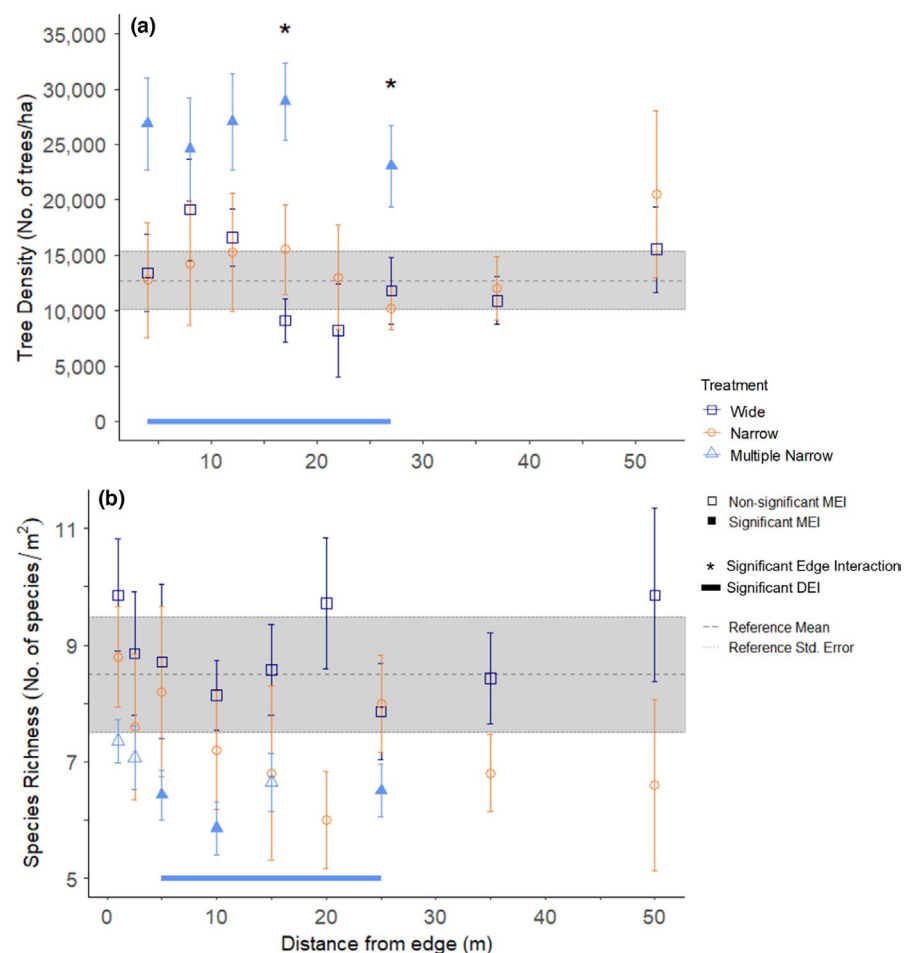 (a)
*
*
35,000
30,000
25,000
20,000
15,000
10,000
5,000
0
Tree Density (No. of trees/ha)
10
20
30
40
50
Treatment
Wide
Narrow
Multiple Narrow
Non-significant MEI
Significant MEI
* Significant Edge Interaction
Significant DEI
Reference Mean
Reference Std. Error
(b)
11
9
7
5
Species Richness (No. of species/m²)
0
10
20
30
40
50
Distance from edge (m)